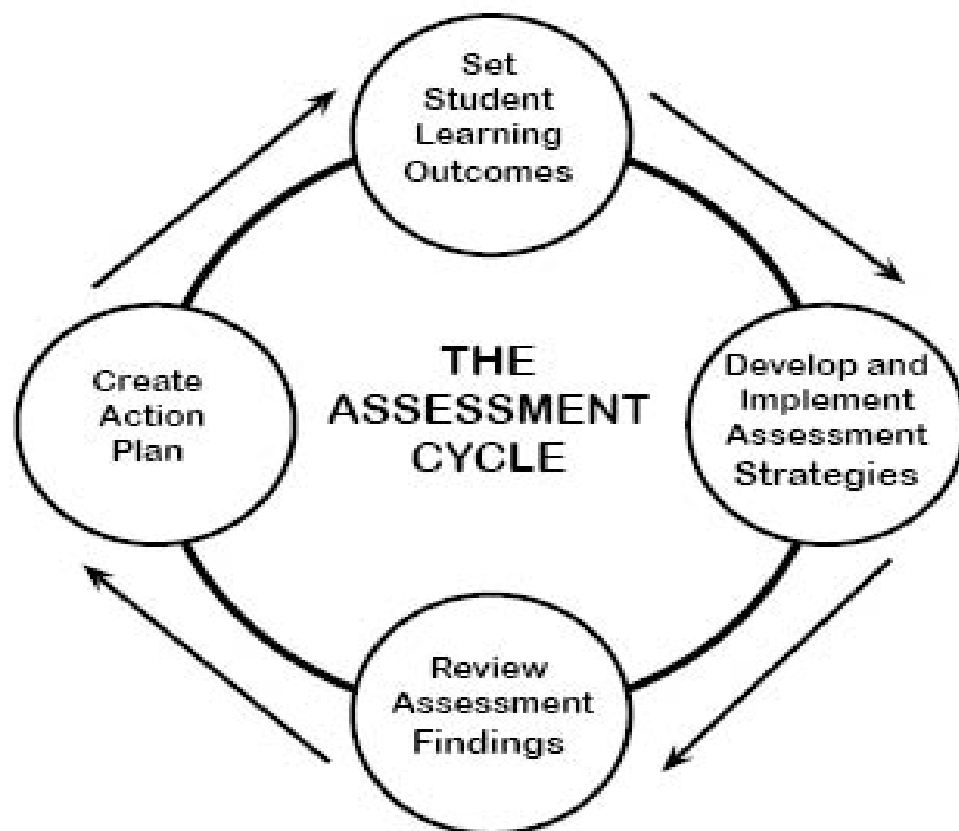 Set
Student
Learning
Outcomes
Create
Action
Plan
THE
ASSESSMENT
CYCLE
Develop and
Implement
Assessment
Strategies
Review
Assessment
Findings